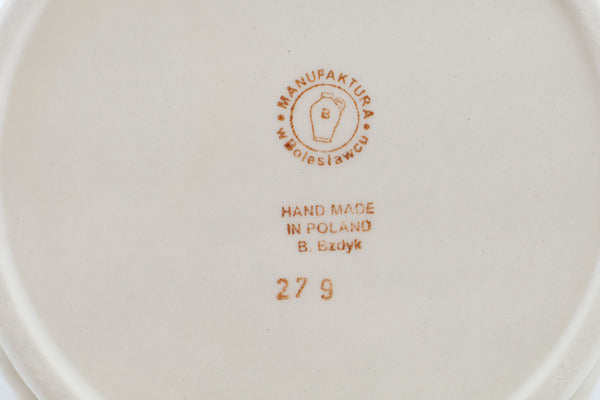 • MANUFAKTURA •
w Bolesławcu
B
HAND MADE
IN POLAND
B. Bzdyk
279